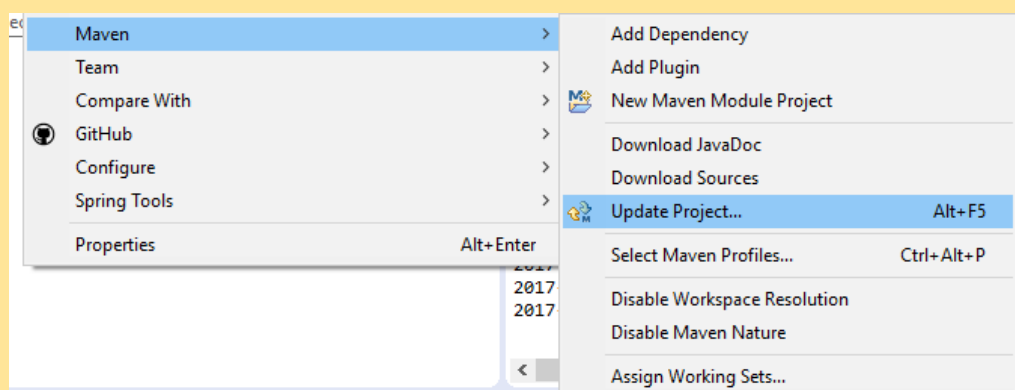 Maven
Team
Compare With
GitHub
Configure
Spring Tools
Properties Alt+Enter
Add Dependency
Add Plugin
New Maven Module Project
Download JavaDoc
Download Sources
Update Project... Alt+F5
Select Maven Profiles... Ctrl+Alt+P
Disable Workspace Resolution
Disable Maven Nature
Assign Working Sets...
2017
2017